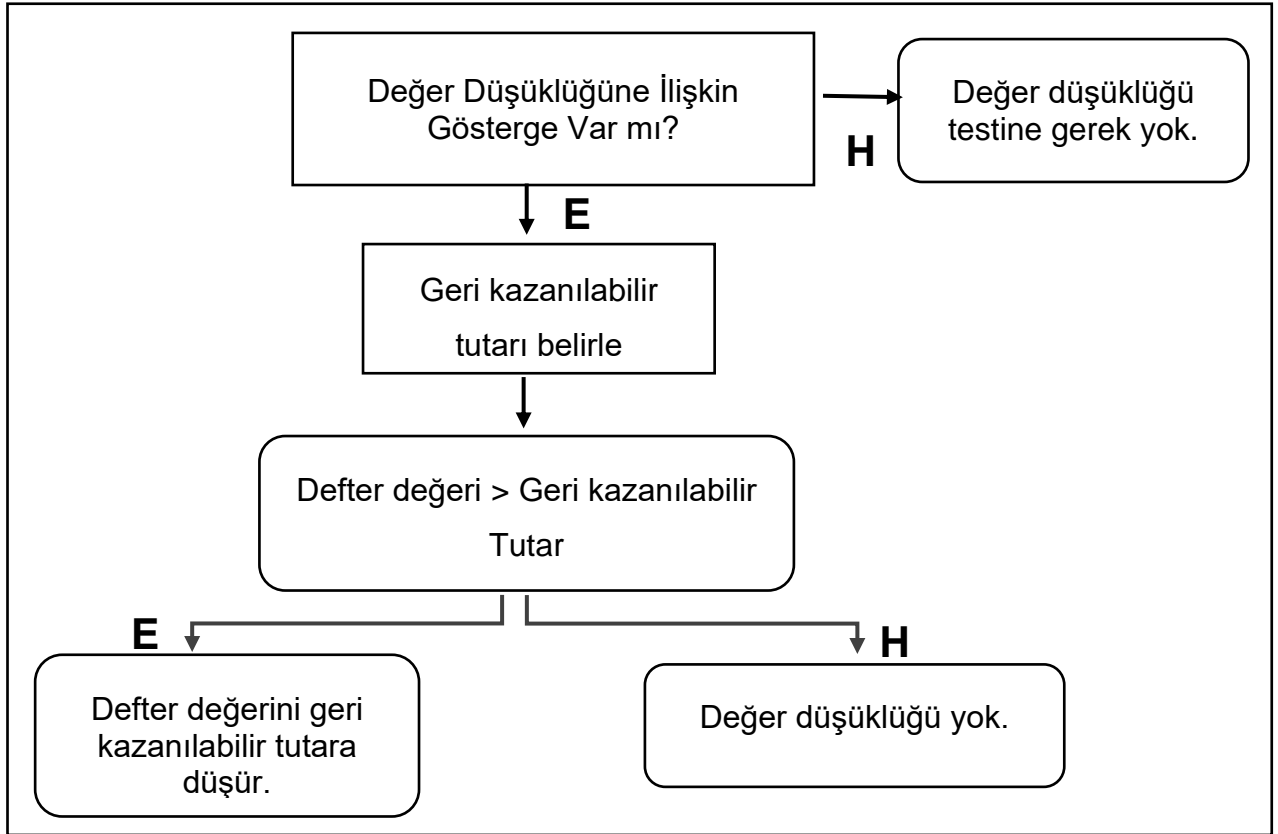 Değer Düşüklüğüne İlişkin
Gösterge Var mı?
H
Değer düşüklüğü
testine gerek yok.
E
Geri kazanılabilir
tutarı belirle
Defter değeri > Geri kazanılabilir
Tutar
E
Defter değerini geri
kazanılabilir tutara
düşür.
H
Değer düşüklüğü yok.